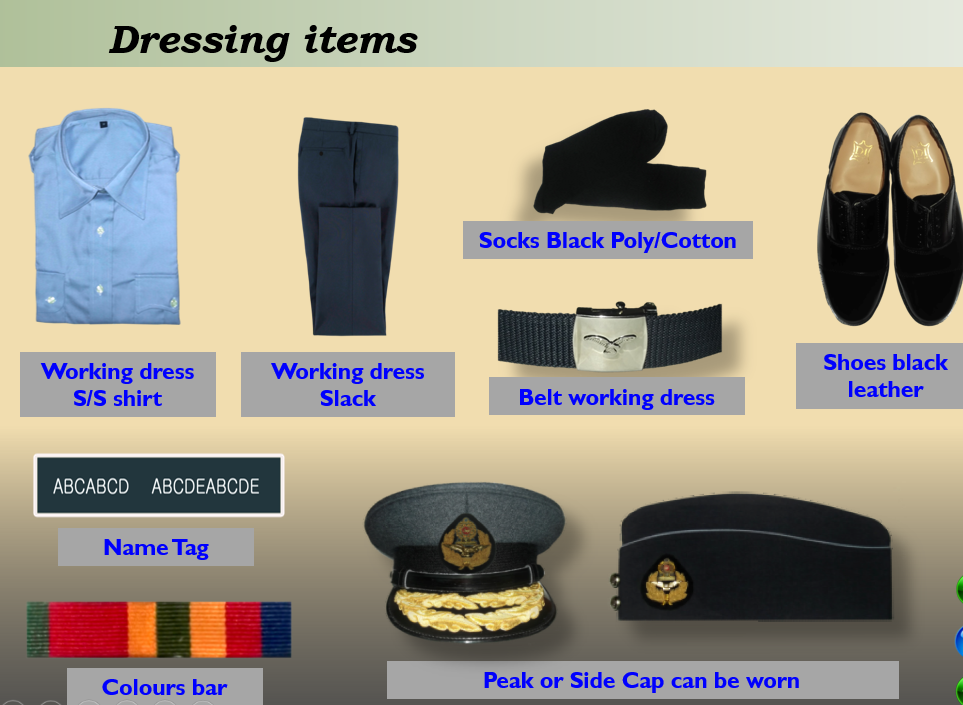 Dressing items
Socks Black Poly/Cotton
Working dress
S/S shirt
Working dress
Slack
Belt working dress
Shoes black
leather
ABCABCD ABCDEABCDE
Name Tag
Colours bar
Peak or Side Cap can be worn